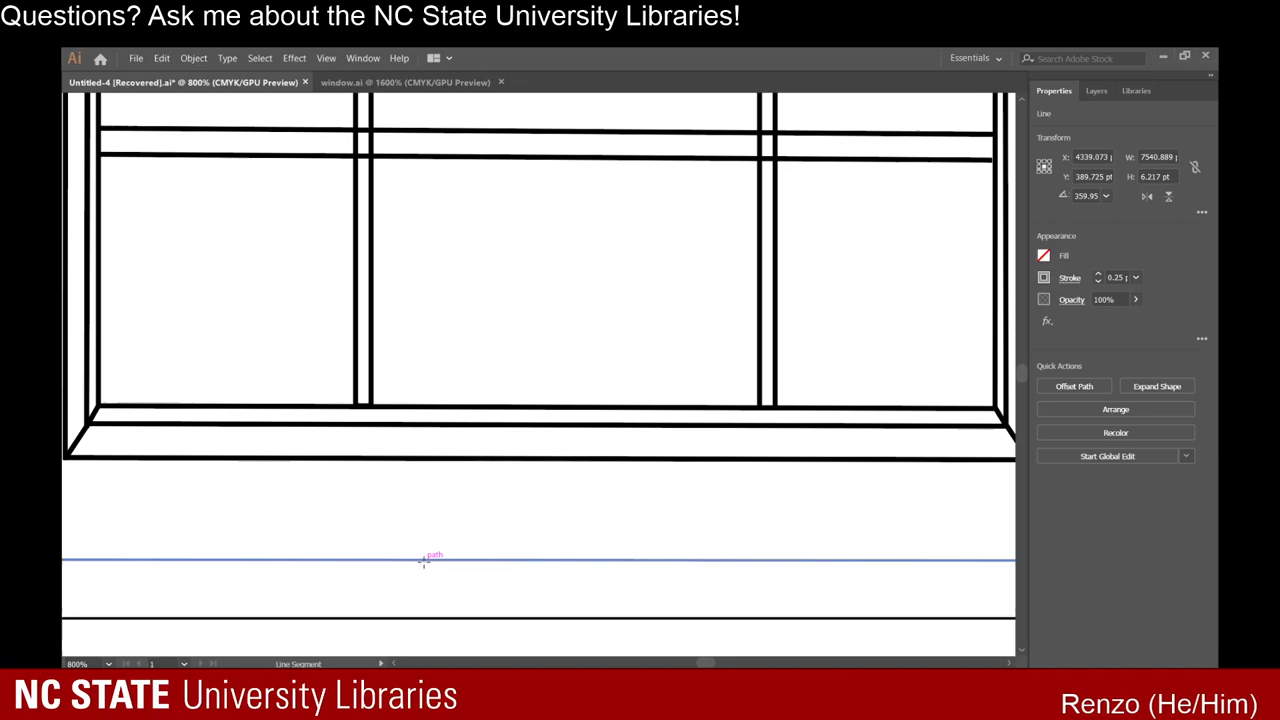 Questions? Ask me about the NC State University Libraries!
Ai File Edit Object Type Select Effect View Window Help Essentials Search Adobe Stock
Untitled-4 [Recovered].ai* @ 800% (CMYK/GPU Preview) × window.ai @ 1600% (CMYK/GPU Preview) ×
Properties Layers Libraries
Line
Transform
X: 4339.073 p W: 7540.889 p
Y: 389.725 pt H: 6.217 pt
359.95
Appearance
Fill
Stroke 0.25 p
Opacity 100%
fx
Quick Actions
Offset Path Expand Shape
Arrange
Recolor
Start Global Edit
path
800% 1 Line Segment
NC STATE University Libraries
Renzo (He/Him)